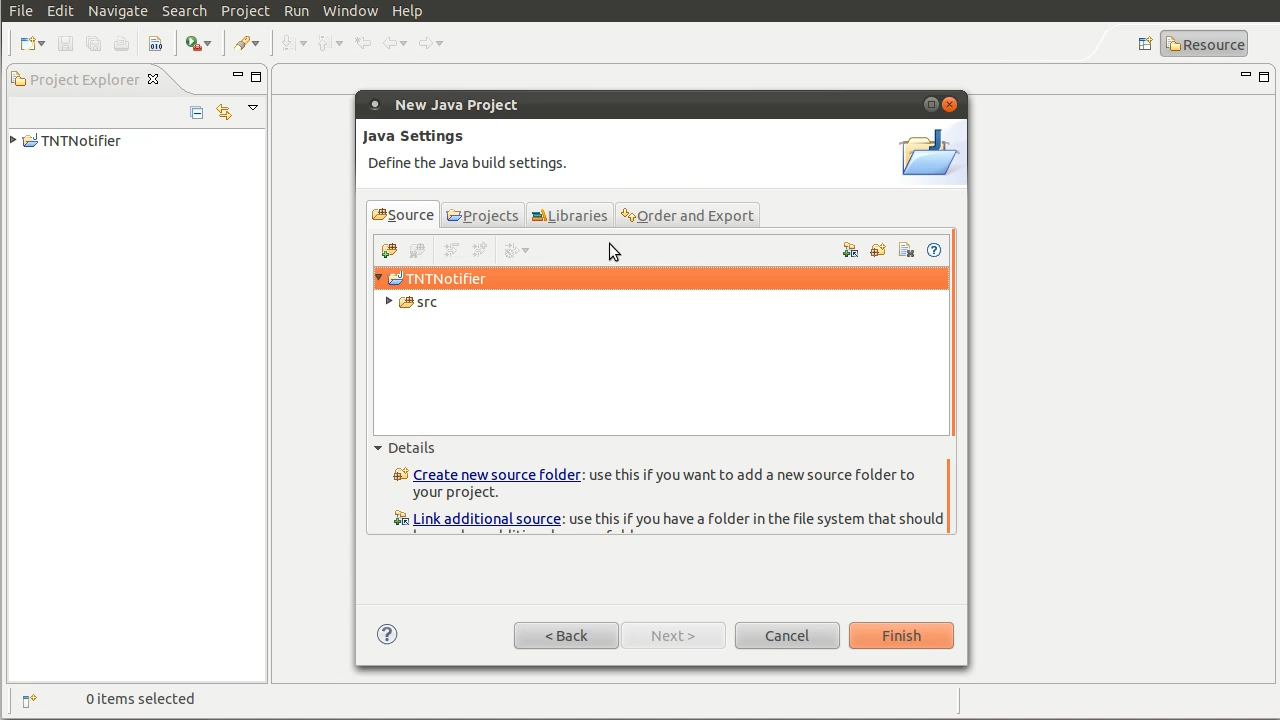 File Edit Navigate Search Project Run Window Help
Resource
Project Explorer
TNTNotifier
New Java Project
Java Settings
Define the Java build settings.
Source Projects Libraries Order and Export
TNTNotifier
src
Details
Create new source folder: use this if you want to add a new source folder to
your project.
Link additional source: use this if you have a folder in the file system that should
< Back Next > Cancel Finish
0 items selected